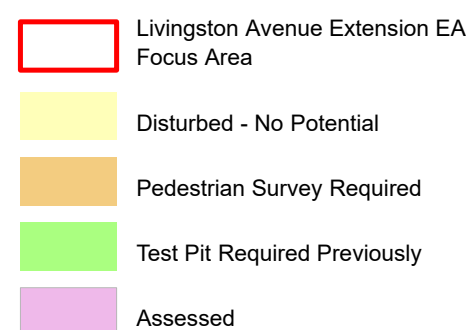 Livingston Avenue Extension EA
Focus Area
Disturbed - No Potential
Pedestrian Survey Required
Test Pit Required Previously
Assessed